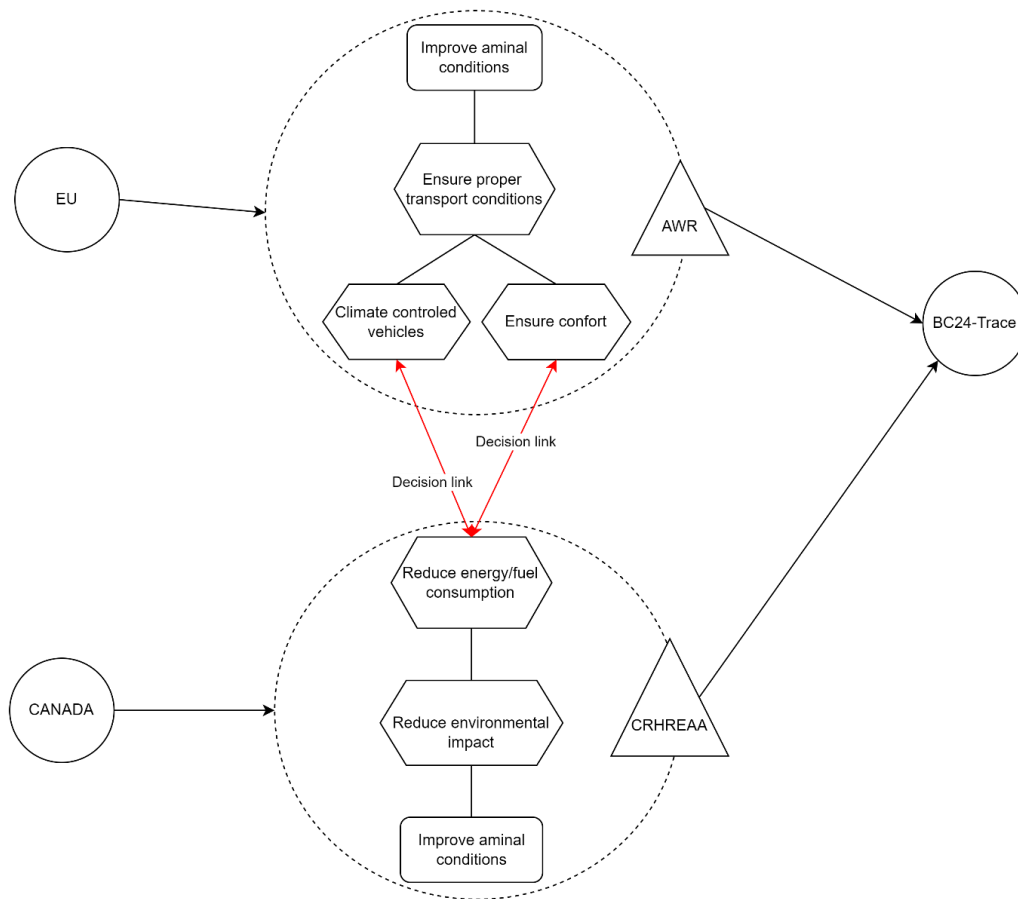 Improve aminal
conditions
EU
Ensure proper
transport conditions
AWR
Climate controled
vehicles
Ensure confort
BC24-Trace
Decision link
Decision link
Reduce energy/fuel
consumption
CANADA
Reduce environmental
impact
CRHREAA
Improve aminal
conditions